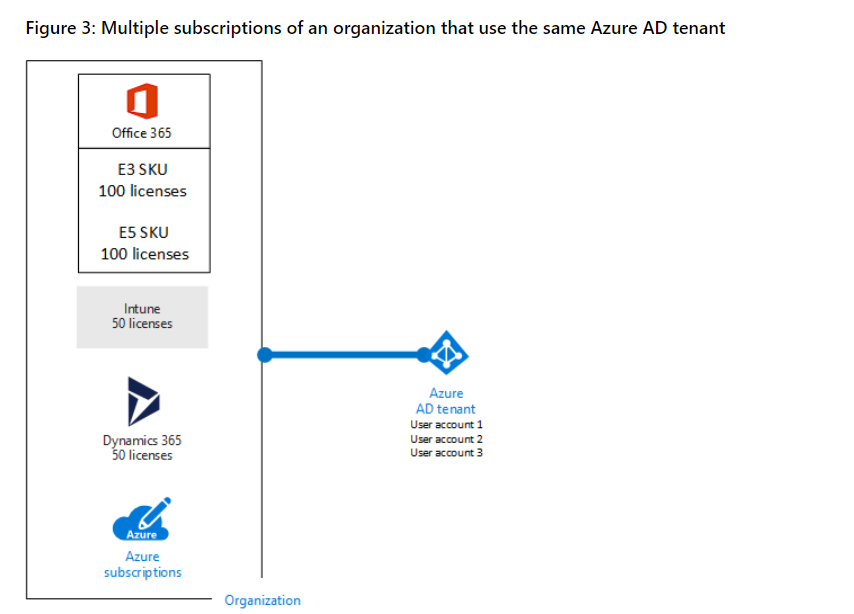 Figure 3: Multiple subscriptions of an organization that use the same Azure AD tenant
Office 365
E3 SKU
100 licenses
E5 SKU
100 licenses
Intune
50 licenses
Dynamics 365
50 licenses
Azure
Azure
subscriptions
Organization
Azure
AD tenant
User account 1
User account 2
User account 3